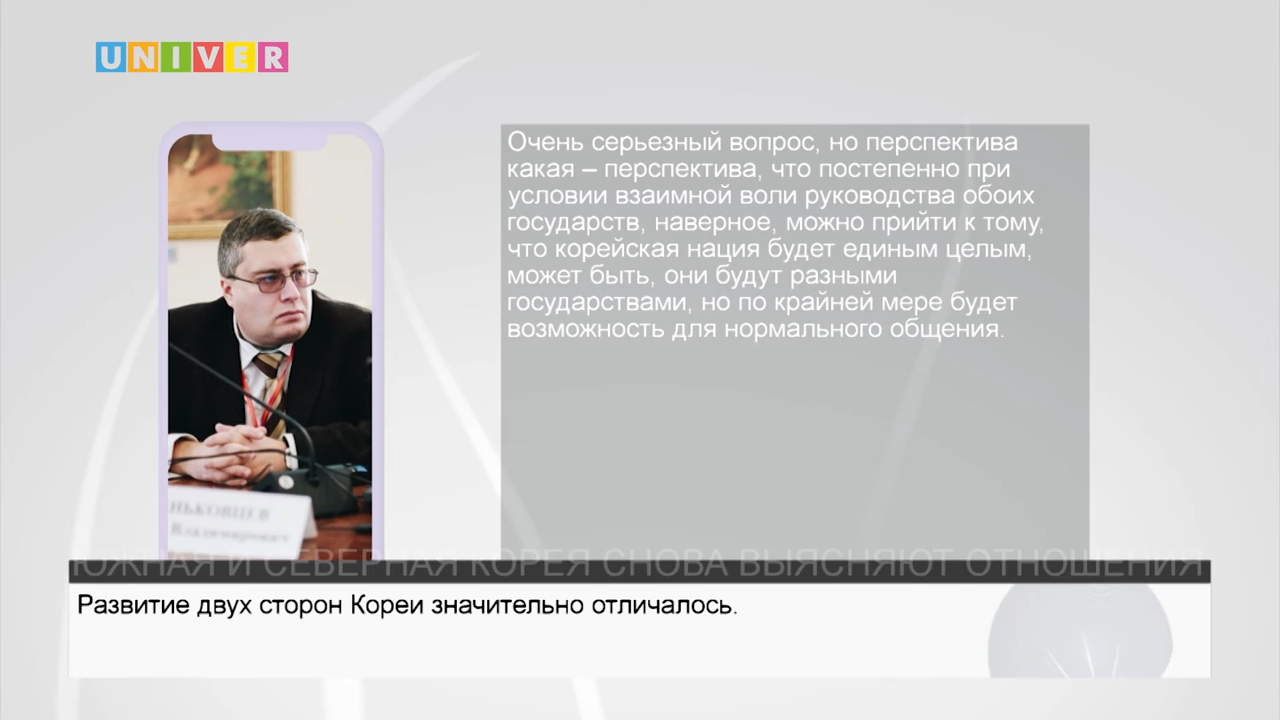 UNIVER
Очень серьезный вопрос, но перспектива
какая – перспектива, что постепенно при
условии взаимной воли руководства обоих
государств, наверное, можно прийти к тому,
что корейская нация будет единым целым,
может быть, они будут разными
государствами, но по крайней мере будет
возможность для нормального общения.
НЬКОВЦЕВ
Владимирович
ЮЖНАЯ И СЕВЕРНАЯ КОРЕЯ СНОВА ВЫЯСНЯЮТ ОТНОШЕНИЯ
Развитие двух сторон Кореи значительно отличалось.